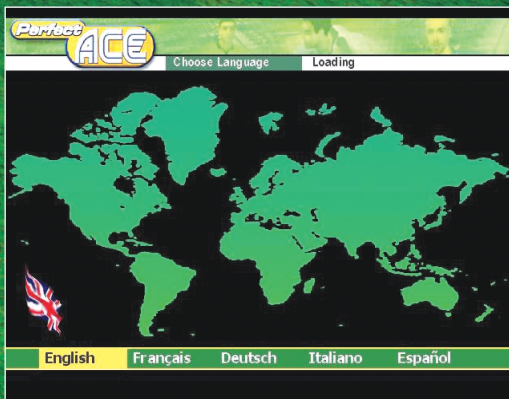 Perfect
ACE
Choose Language Loading
English Français Deutsch Italiano Español